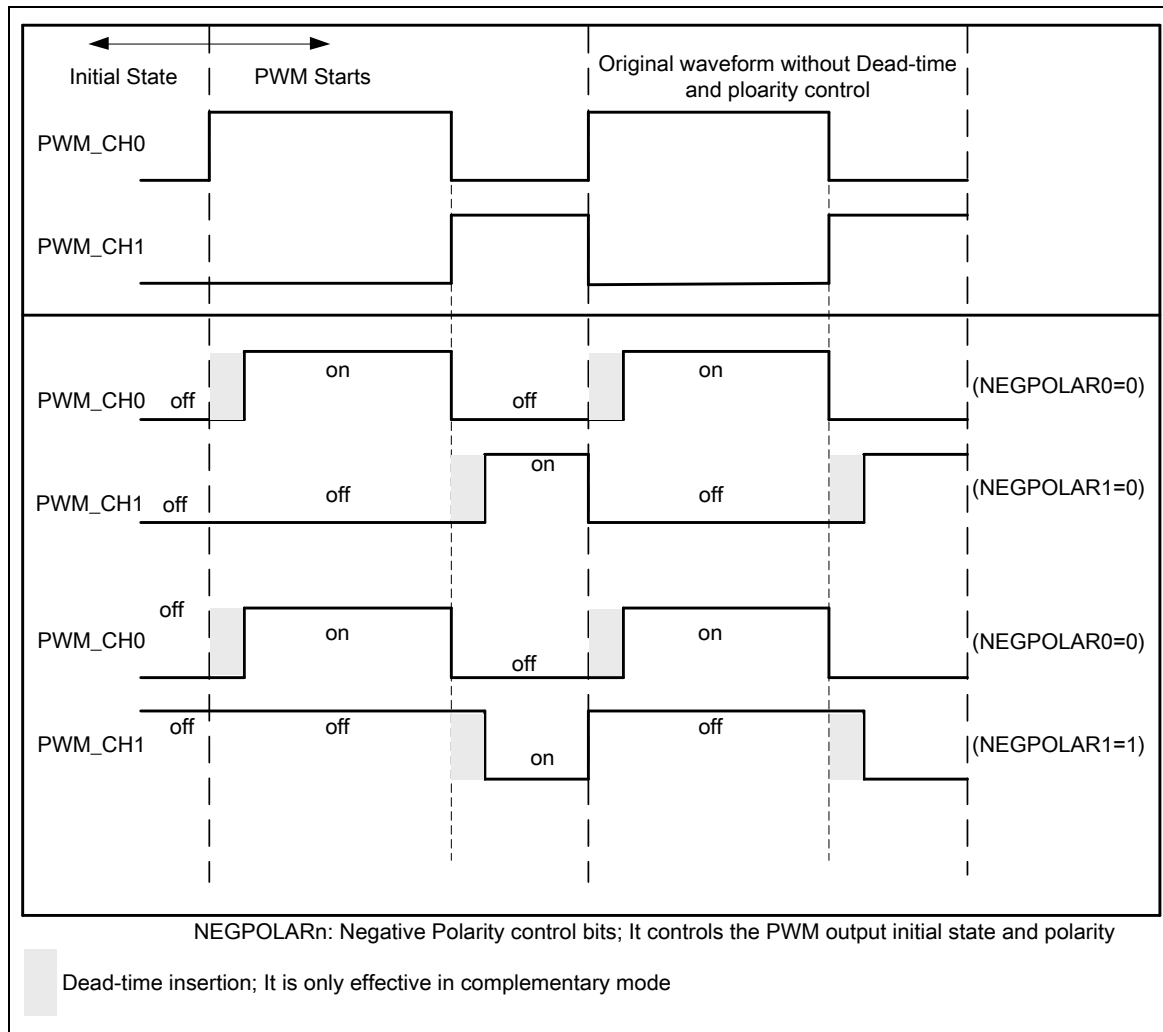 Initial State
PWM Starts
Original waveform without Dead-time
and ploarity control
PWM_CH0
PWM_CH1
PWM_CH0
off
on
off
on
(NEGPOLAR0=0)
PWM_CH1
off
off
on
off
(NEGPOLAR1=0)
PWM_CH0
off
on
off
on
(NEGPOLAR0=0)
PWM_CH1
off
off
on
off
(NEGPOLAR1=1)
NEGPOLARn: Negative Polarity control bits; It controls the PWM output initial state and polarity
Dead-time insertion; It is only effective in complementary mode